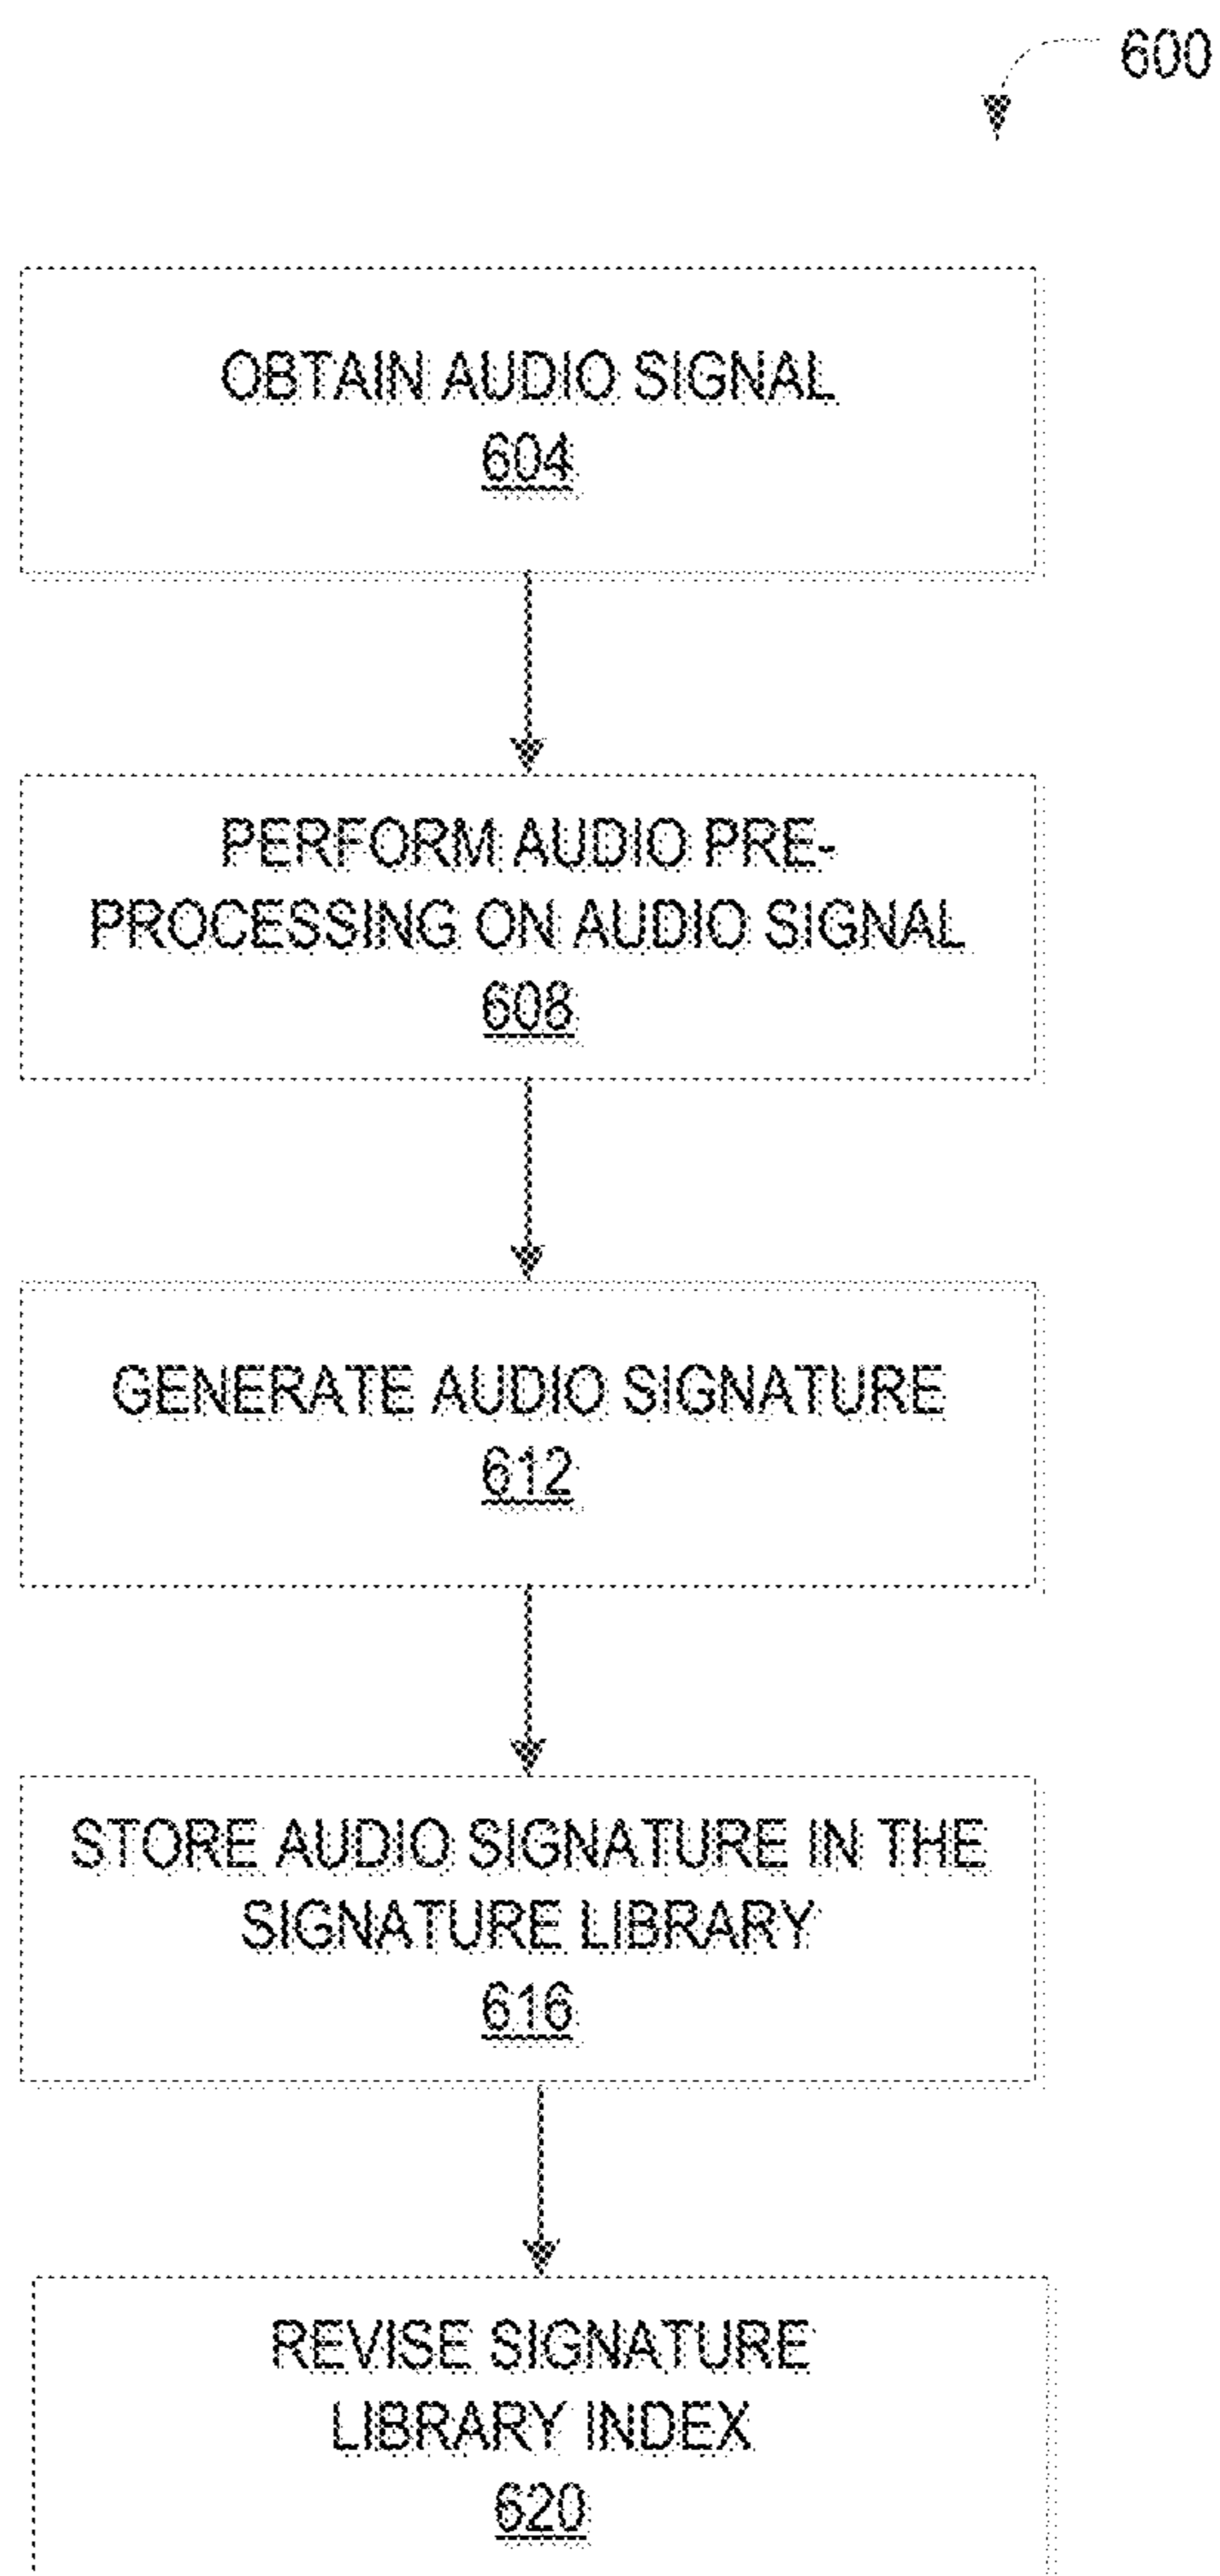 600
OBTAIN AUDIO SIGNAL
604
PERFORM AUDIO PRE-
PROCESSING ON AUDIO SIGNAL
608
GENERATE AUDIO SIGNATURE
612
STORE AUDIO SIGNATURE IN THE
SIGNATURE LIBRARY
616
REVISE SIGNATURE
LIBRARY INDEX
620